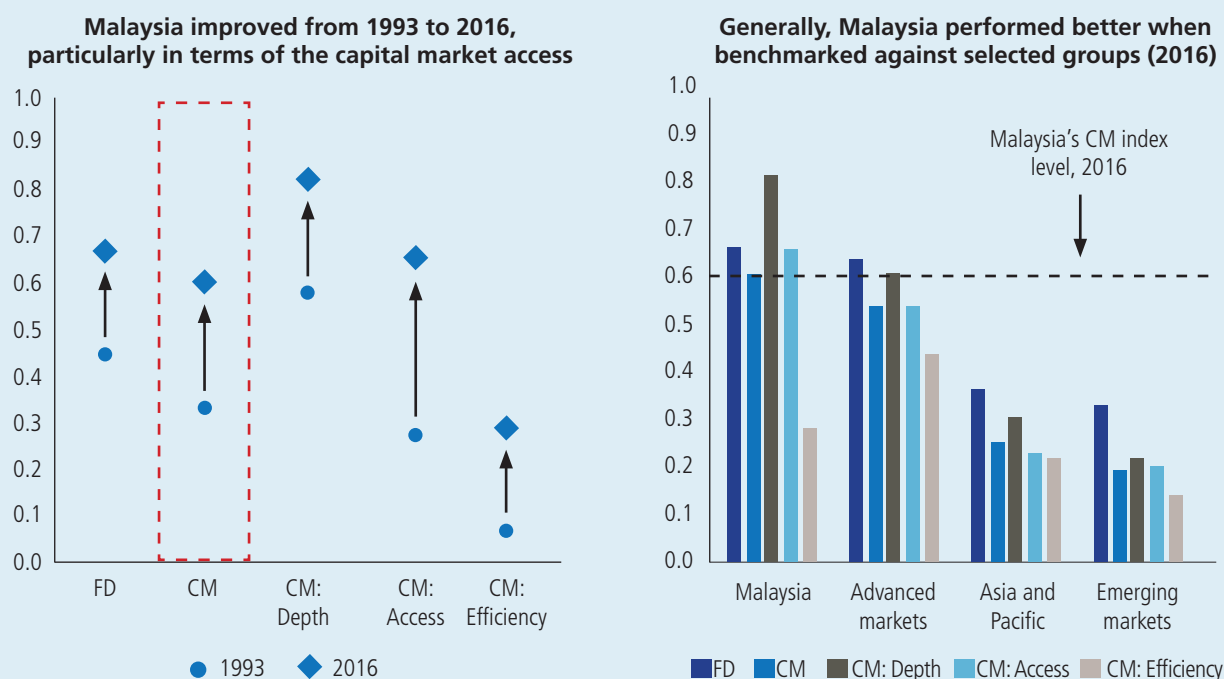 Malaysia improved from 1993 to 2016,
particularly in terms of the capital market access
1.0
0.9
0.8
0.7
0.6
0.5
0.4
0.3
0.2
0.1
0.0
FD
CM
CM:
Depth
CM:
Access
CM:
Efficiency
1993
2016
Generally, Malaysia performed better when
benchmarked against selected groups (2016)
1.0
0.9
0.8
0.7
0.6
0.5
0.4
0.3
0.2
0.1
0.0
Malaysia's CM index
level, 2016
Malaysia
Advanced
markets
Asia and
Pacific
Emerging
markets
FD
CM
CM: Depth
CM: Access
CM: Efficiency